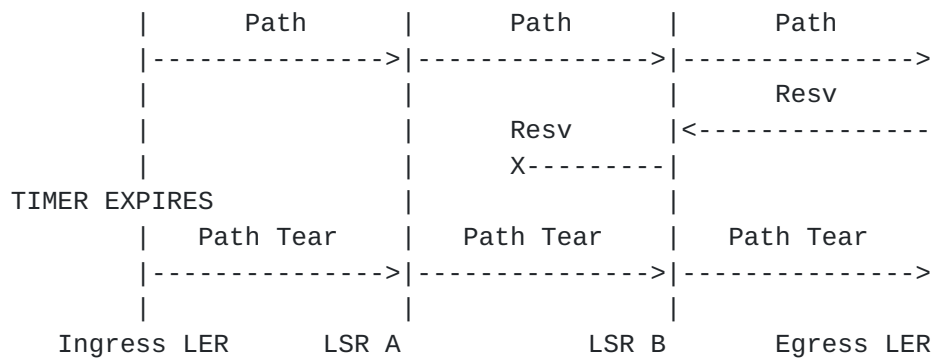 Path Path Path
Resv
Resv
X
TIMER EXPIRES
Path Tear Path Tear Path Tear
Ingress LER LSR A LSR B Egress LER